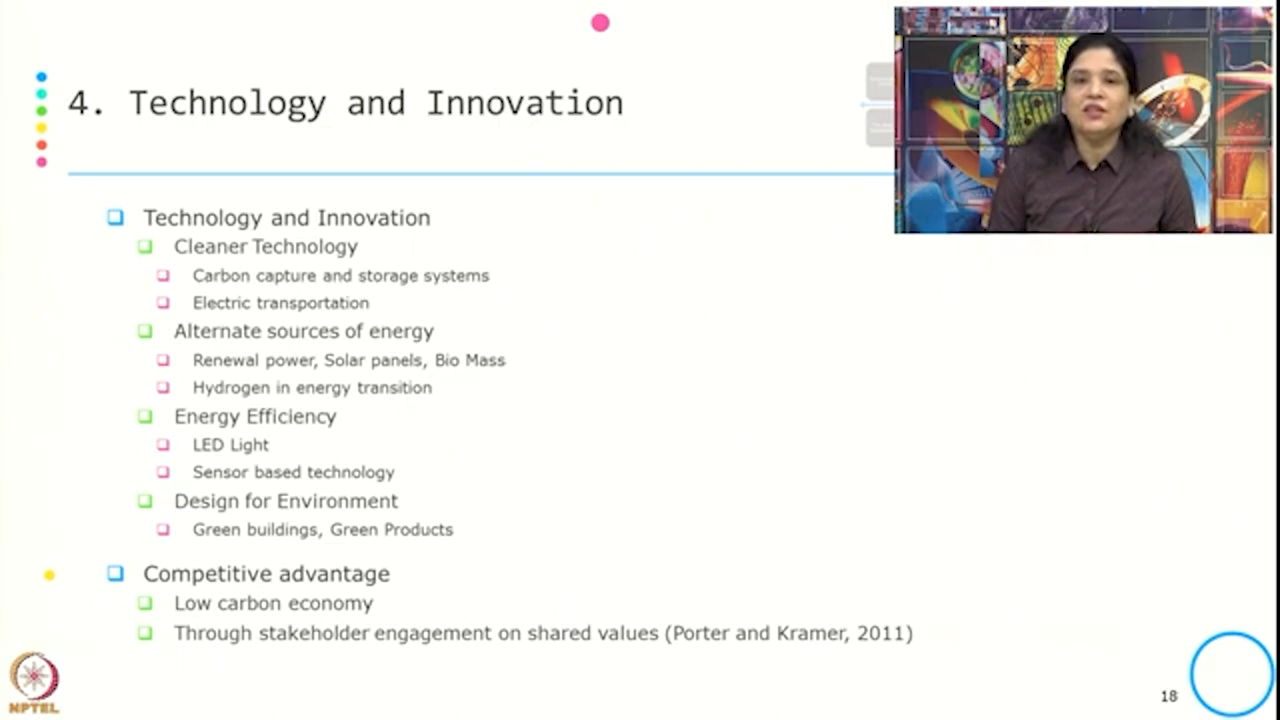 4. Technology and Innovation
Technology and Innovation
Cleaner Technology
Carbon capture and storage systems
Electric transportation
Alternate sources of energy
Renewal power, Solar panels, Bio Mass
Hydrogen in energy transition
Energy Efficiency
LED Light
Sensor based technology
Design for Environment
Green buildings, Green Products
Competitive advantage
Low carbon economy
Through stakeholder engagement on shared values (Porter and Kramer, 2011)
NPTEL
18